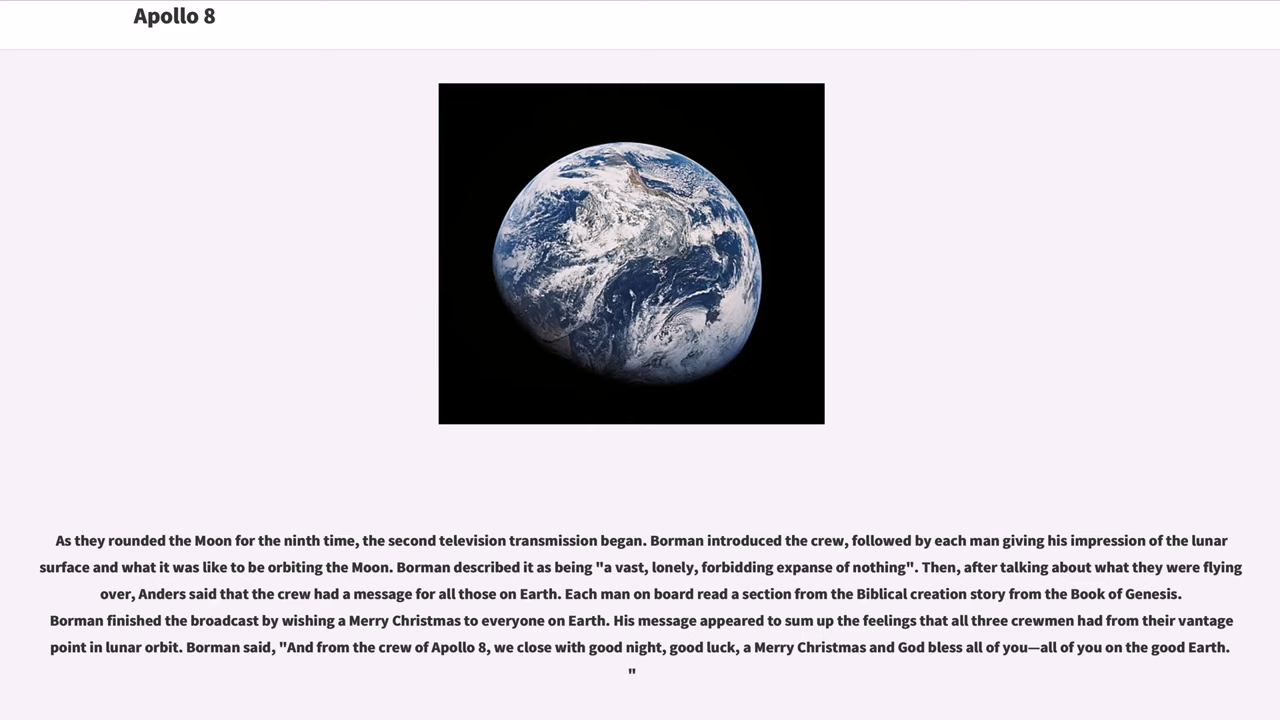 Apollo 8
As they rounded the Moon for the ninth time, the second television transmission began. Borman introduced the crew, followed by each man giving his impression of the lunar
surface and what it was like to be orbiting the Moon. Borman described it as being "a vast, lonely, forbidding expanse of nothing". Then, after talking about what they were flying
over, Anders said that the crew had a message for all those on Earth. Each man on board read a section from the Biblical creation story from the Book of Genesis.
Borman finished the broadcast by wishing a Merry Christmas to everyone on Earth. His message appeared to sum up the feelings that all three crewmen had from their vantage
point in lunar orbit. Borman said, "And from the crew of Apollo 8, we close with good night, good luck, a Merry Christmas and God bless all of you—all of you on the good Earth.
"